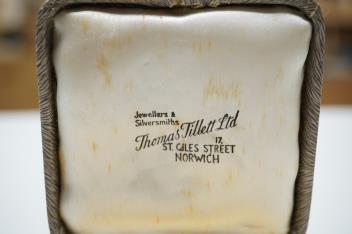 Jewellers &
Silversmiths
Thomas Tillett Ltd
17,
ST. GILES STREET
NORWICH